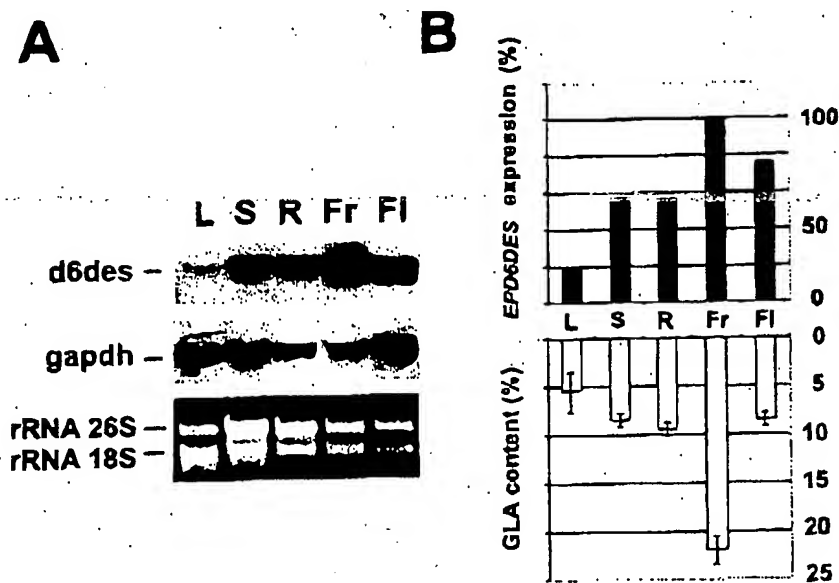 A
L S R Fr Fl
d6des –
gapdh –
rRNA 26S –
rRNA 18S –
B
EPD6DES expression (%)
100
50
0
L S R Fr Fl
GLA content (%)
0
5
10
15
20
25